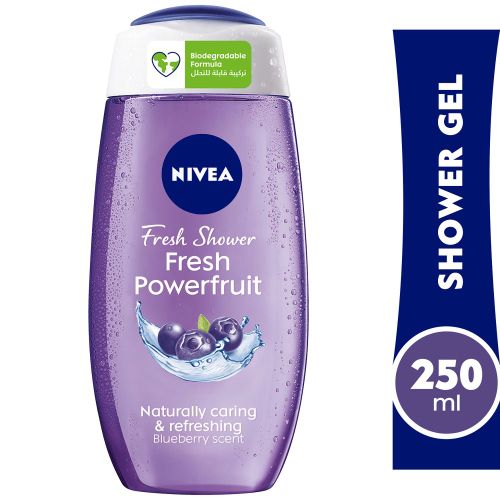 Biodegradable
Formula
تركيبة قابلة للتحلل
NIVEA
Fresh Shower
Fresh
Powerfruit
Naturally caring
& refreshing
Blueberry scent
SHOWER GEL
250
ml